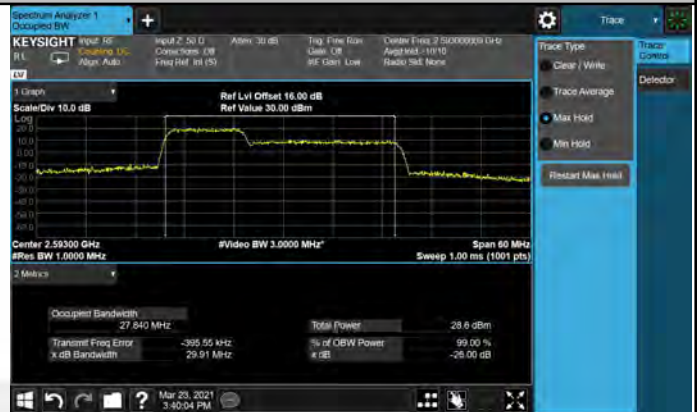 Spectrum Analyzer 1
Occupied BW
Trace
KEYSIGHT Input: RF
Input Z: 50 Ω
Atten: 30 dB
Trig: Free Run
Center Freq: 2.593000000 GHz
R L
Coupling: DC
Corrections: Off
Gate: Off
Avg|Hold: 10/10
Align: Auto
Freq Ref: Int (S)
#IF Gain: Low
Radio Std: None
LV
1 Graph
Ref Lvl Offset 16.00 dB
Scale/Div 10.0 dB
Ref Value 30.00 dBm
Log
20.0
10.0
Center 2.59300 GHz
#Video BW 3.0000 MHz*
Span 60 MHz
#Res BW 1.0000 MHz
Sweep 1.00 ms (1001 pts)
2 Metrics
Occupied Bandwidth
27.840 MHz
Total Power
28.6 dBm
Transmit Freq Error
-395.55 kHz
% of OBW Power
99.00 %
x dB Bandwidth
29.91 MHz
x dB
-26.00 dB
Mar 23, 2021
3:40:04 PM
Trace Type
Clear / Write
Trace Average
Max Hold
Min Hold
Restart Max Hold
Trace
Control
Detector